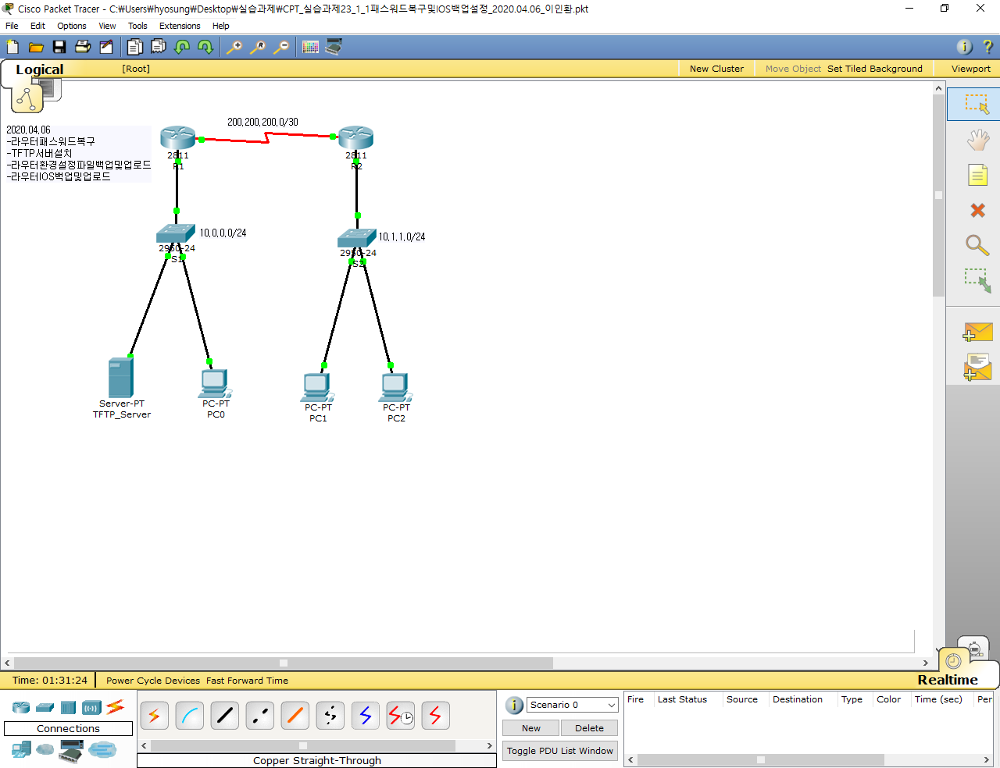 Cisco Packet Tracer - C:₩Users₩hyosung₩Desktop₩실습과제₩CPT_실습과제23_1_1패스워드복구및IOS백업설정_2020.04.06_이인환.pkt
File Edit Options View Tools Extensions Help
Logical [Root] New Cluster Move Object Set Tiled Background Viewport
200,200,200,0/30
2020,04,06
-라우터패스워드복구
-TFTP서버설치
-라우터환경설정파일백업및업로드
-라우터IOS백업및업로드
2811
R1
2811
R2
10,0,0,0/24
2950-24
S1
10,1,1,0/24
2950-24
S2
Server-PT
TFTP_Server
PC-PT
PC0
PC-PT
PC1
PC-PT
PC2
Realtime
Time: 01:31:24 Power Cycle Devices Fast Forward Time
Connections
Copper Straight-Through
Scenario 0
New Delete
Toggle PDU List Window
Fire Last Status Source Destination Type Color Time (sec) Per